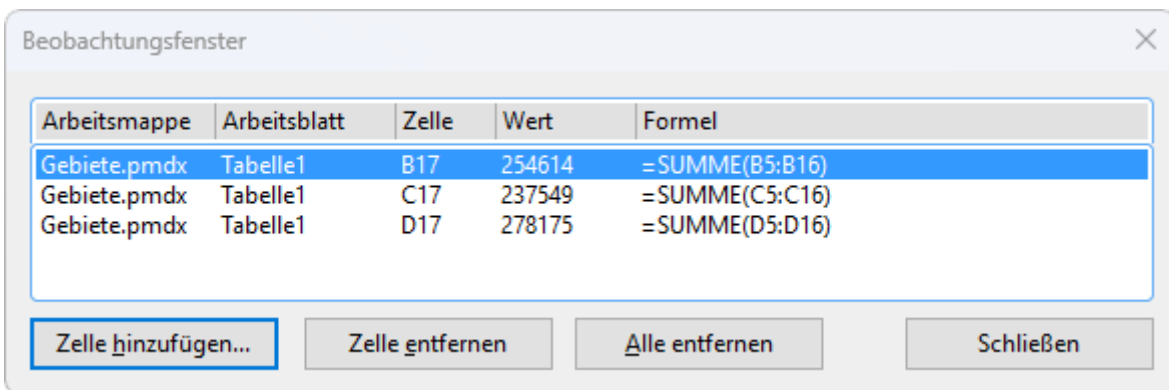 Beobachtungsfenster
Arbeitsmappe Arbeitsblatt Zelle Wert Formel
Gebiete.pmdx Tabelle1 B17 254614 =SUMME(B5:B16)
Gebiete.pmdx Tabelle1 C17 237549 =SUMME(C5:C16)
Gebiete.pmdx Tabelle1 D17 278175 =SUMME(D5:D16)
Zelle hinzufügen... Zelle entfernen Alle entfernen Schließen